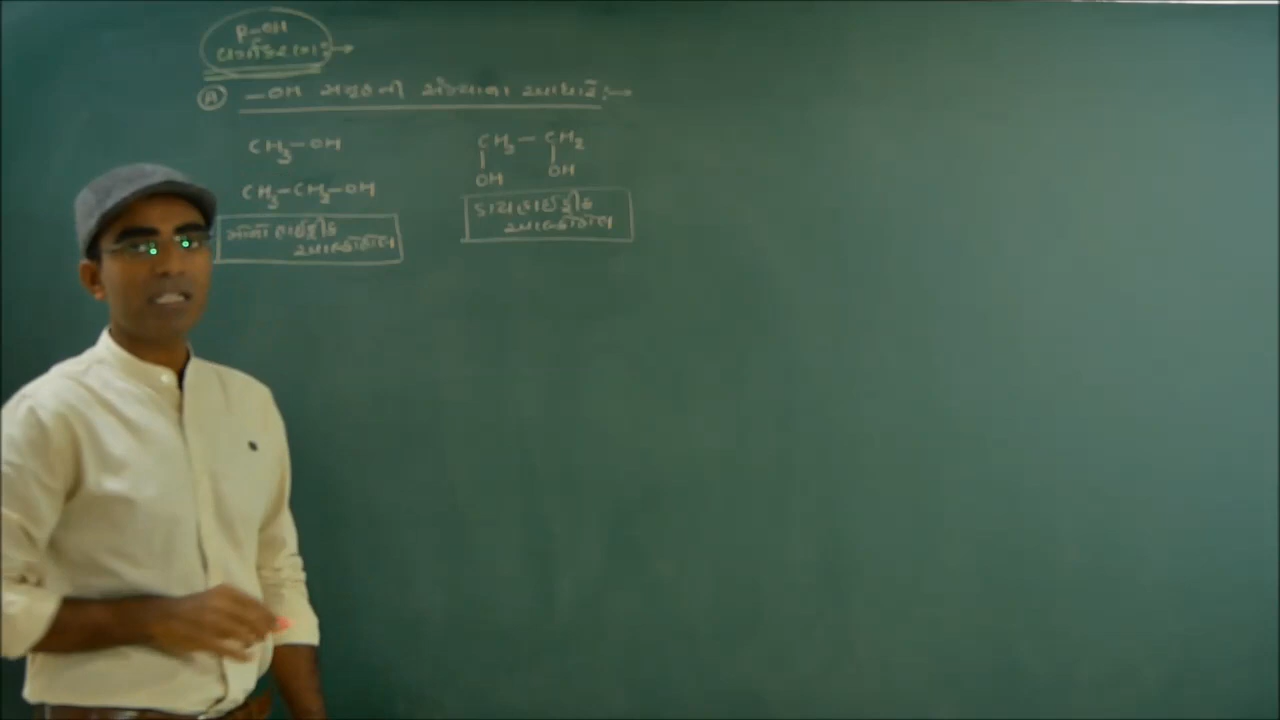 R-OH
વર્ગીકરણ :→
Ⓐ -OH સમૂહની સંખ્યાના આધારે :→
CH₃-OH
CH₃-CH₂-OH
મોનો હાઈડ્રીક
આલ્કોહોલ
CH₂-CH₂
OH OH
ડાયહાઈડ્રીક
આલ્કોહોલ